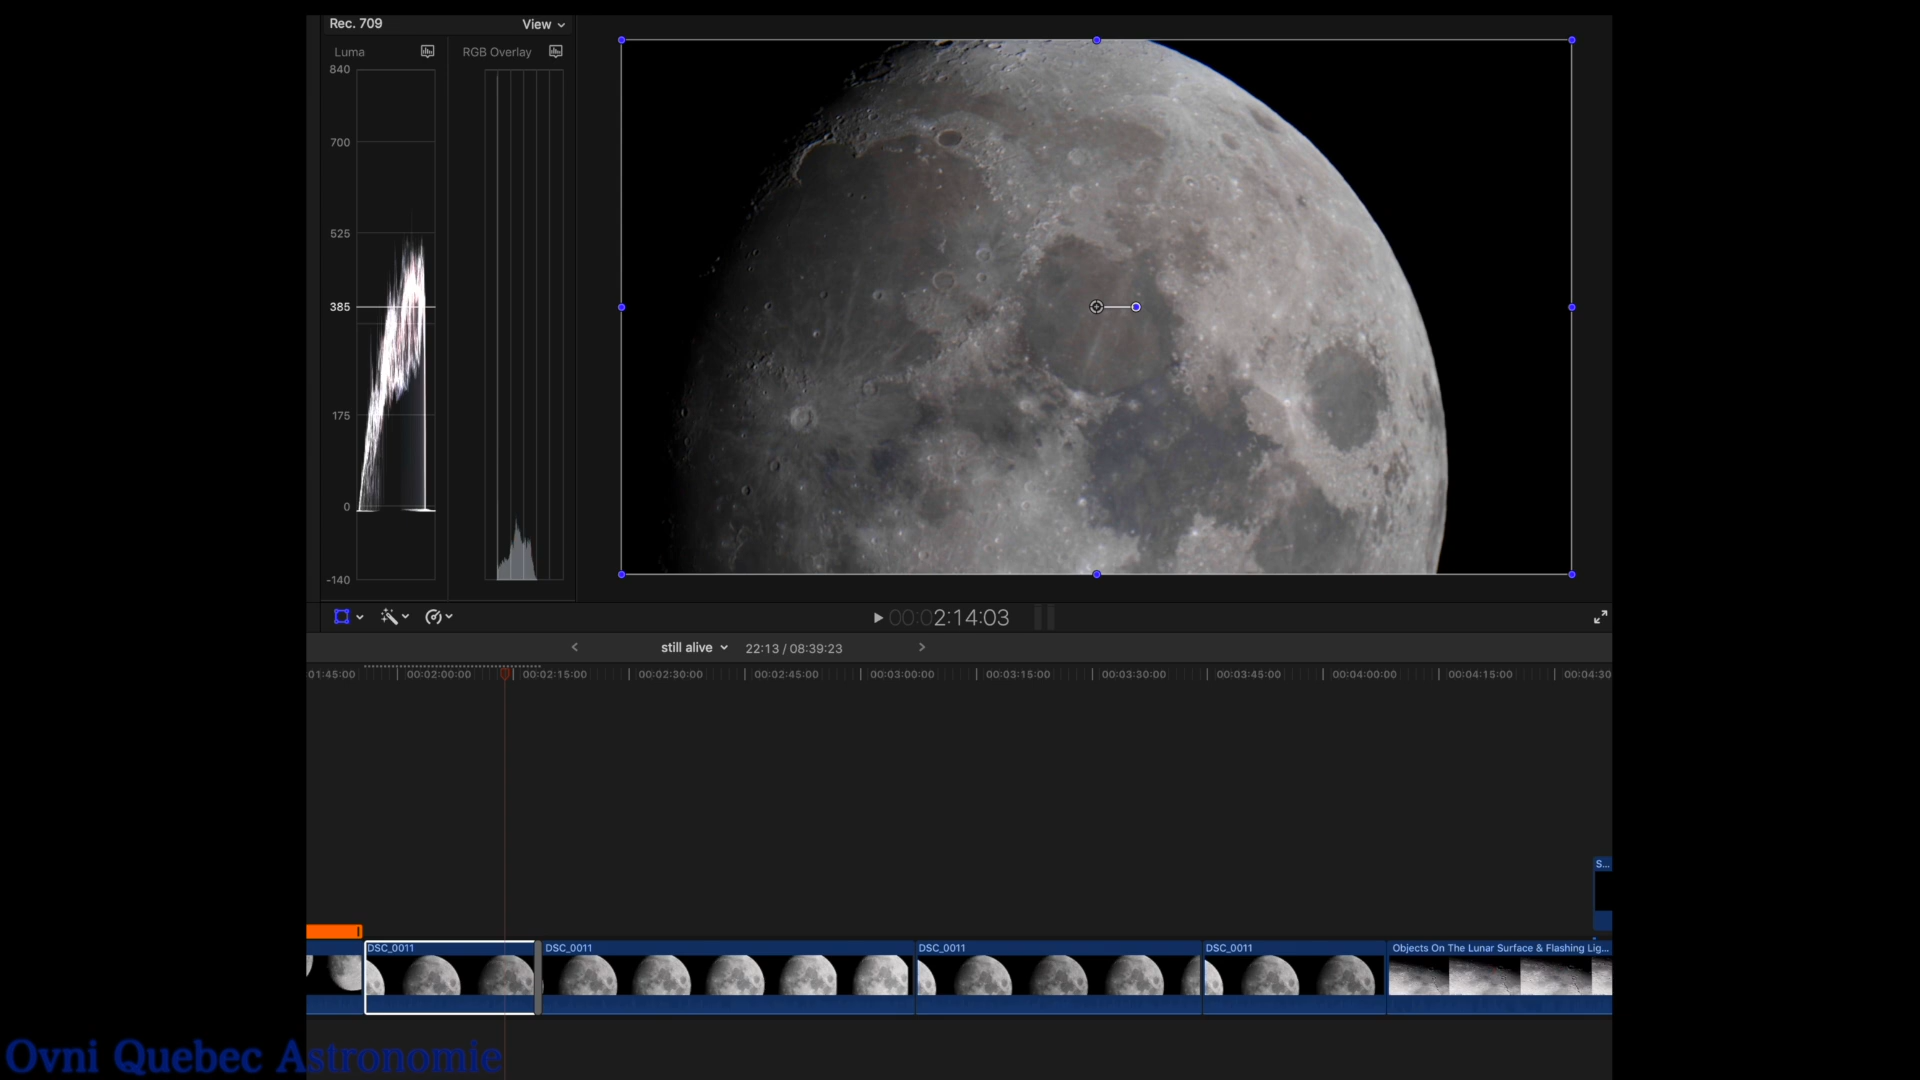 Rec. 709 View
Luma RGB Overlay
840
700
525
385
175
0
-140
00:02:14:03
still alive 22:13 / 08:39:23
01:45:00 00:02:00:00 00:02:15:00 00:02:30:00 00:02:45:00 00:03:00:00 00:03:15:00 00:03:30:00 00:03:45:00 00:04:00:00 00:04:15:00 00:04:30
S...
DSC_0011 DSC_0011 DSC_0011 DSC_0011 Objects On The Lunar Surface & Flashing Lig...
Ovni Quebec Astronomie